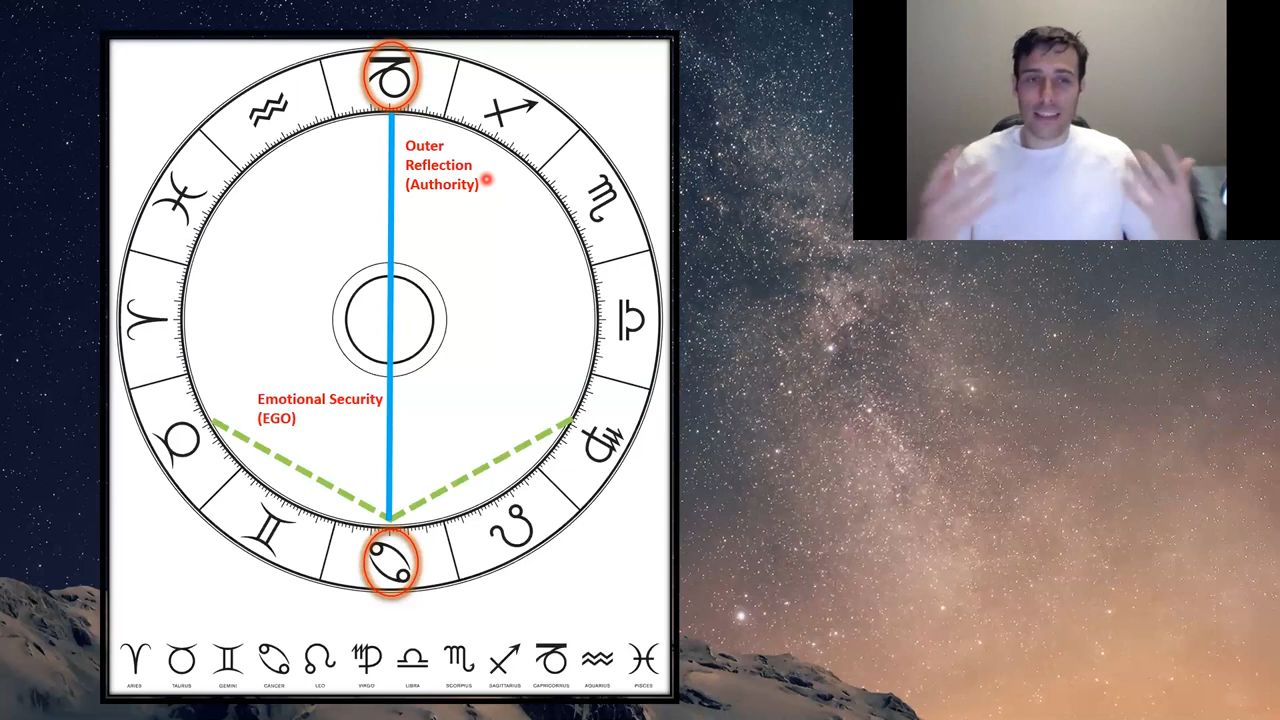 Outer
Reflection
(Authority)
Emotional Security
(EGO)
ARIES TAURUS GEMINI CANCER LEO VIRGO LIBRA SCORPIUS SAGITTARIUS CAPRICORNUS AQUARIUS PISCES